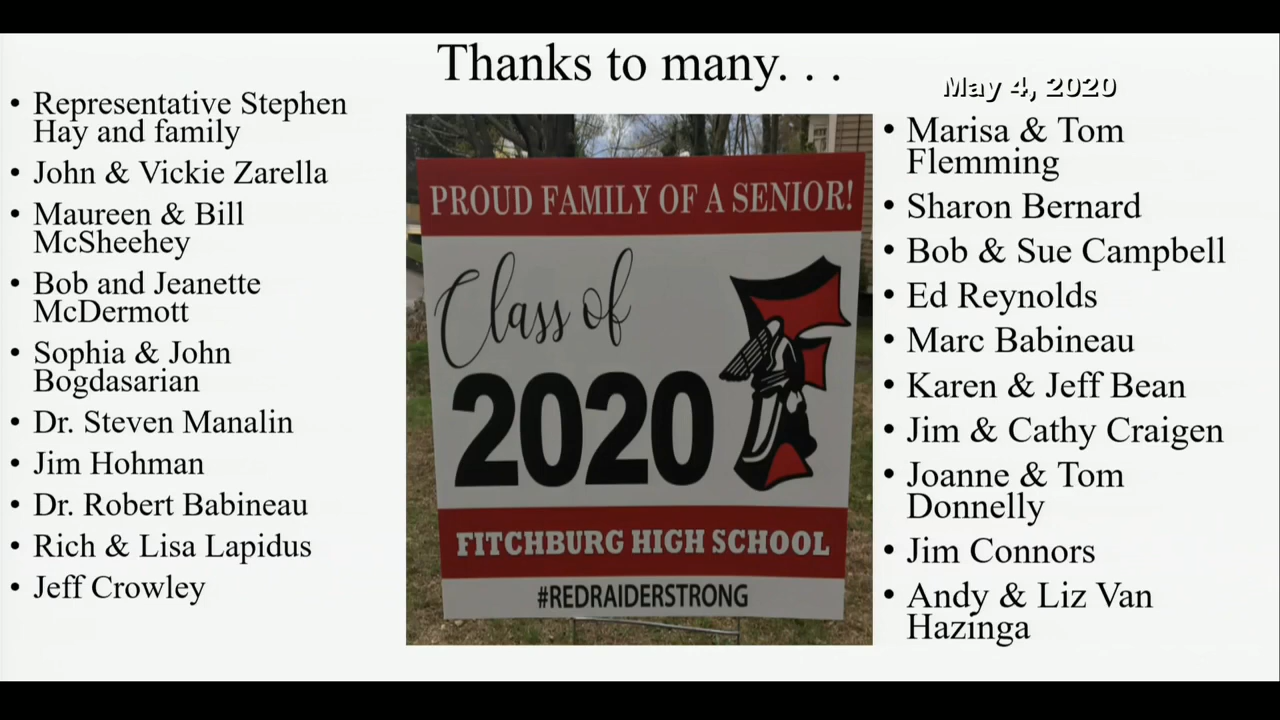 Thanks to many. . .
May 4, 2020
• Representative Stephen
Hay and family
• John & Vickie Zarella
• Maureen & Bill
McSheehey
• Bob and Jeanette
McDermott
• Sophia & John
Bogdasarian
• Dr. Steven Manalin
• Jim Hohman
• Dr. Robert Babineau
• Rich & Lisa Lapidus
• Jeff Crowley
PROUD FAMILY OF A SENIOR!
Class of
2020
FITCHBURG HIGH SCHOOL
#REDRAIDERSTRONG
• Marisa & Tom
Flemming
• Sharon Bernard
• Bob & Sue Campbell
• Ed Reynolds
• Marc Babineau
• Karen & Jeff Bean
• Jim & Cathy Craigen
• Joanne & Tom
Donnelly
• Jim Connors
• Andy & Liz Van
Hazinga